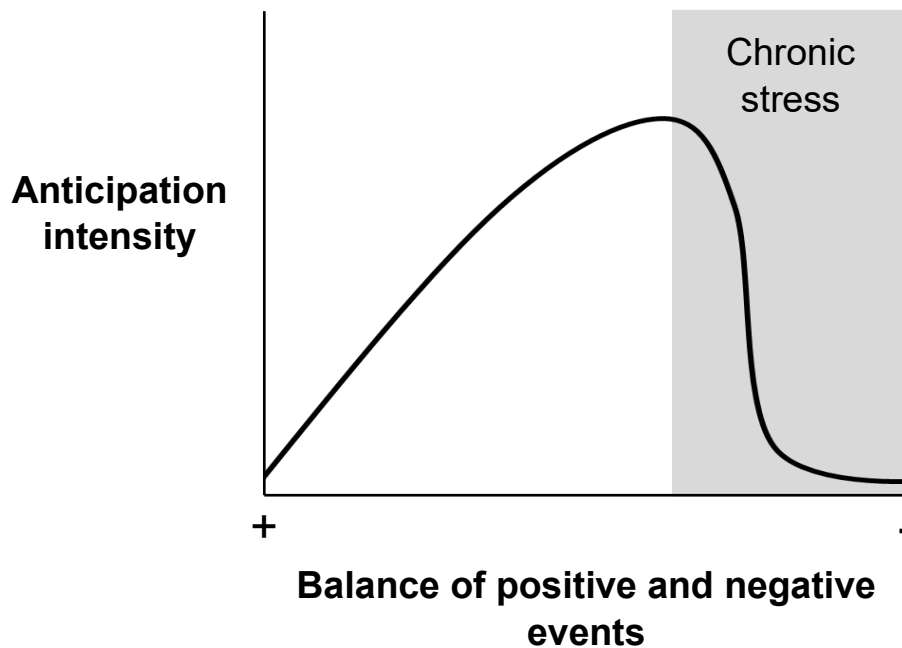 Chronic
stress
Anticipation
intensity
+
-
Balance of positive and negative
events